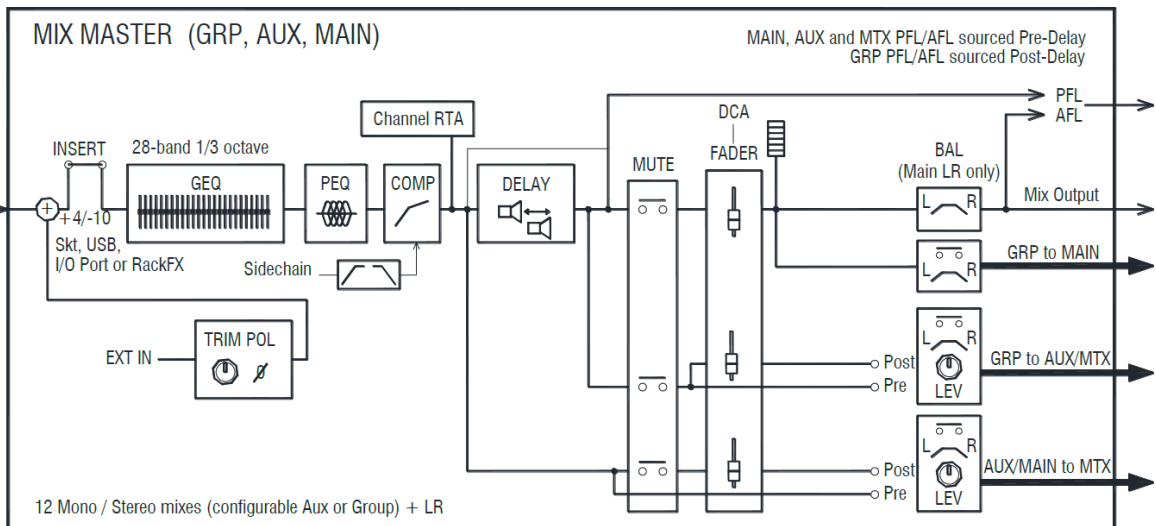 MIX MASTER (GRP, AUX, MAIN)
MAIN, AUX and MTX PFL/AFL sourced Pre-Delay
GRP PFL/AFL sourced Post-Delay
PFL
AFL
Channel RTA
DCA
FADER
INSERT
28-band 1/3 octave
GEQ
PEQ
COMP
DELAY
MUTE
BAL
(Main LR only)
L R
Mix Output
+
+4/-10
Skt, USB,
I/O Port or RackFX
Sidechain
L R
GRP to MAIN
EXT IN
TRIM POL
Ø
Post
Pre
L R
LEV
GRP to AUX/MTX
Post
Pre
L R
LEV
AUX/MAIN to MTX
12 Mono / Stereo mixes (configurable Aux or Group) + LR